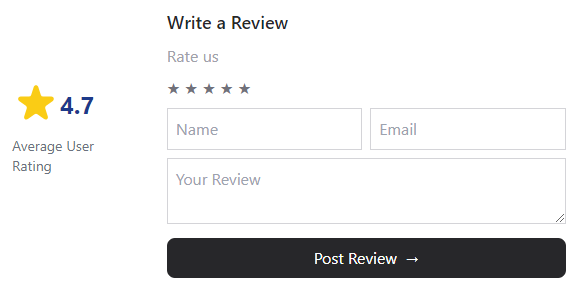 4.7
Average User
Rating
Write a Review
Rate us
★ ★ ★ ★ ★
Name
Email
Your Review
Post Review →